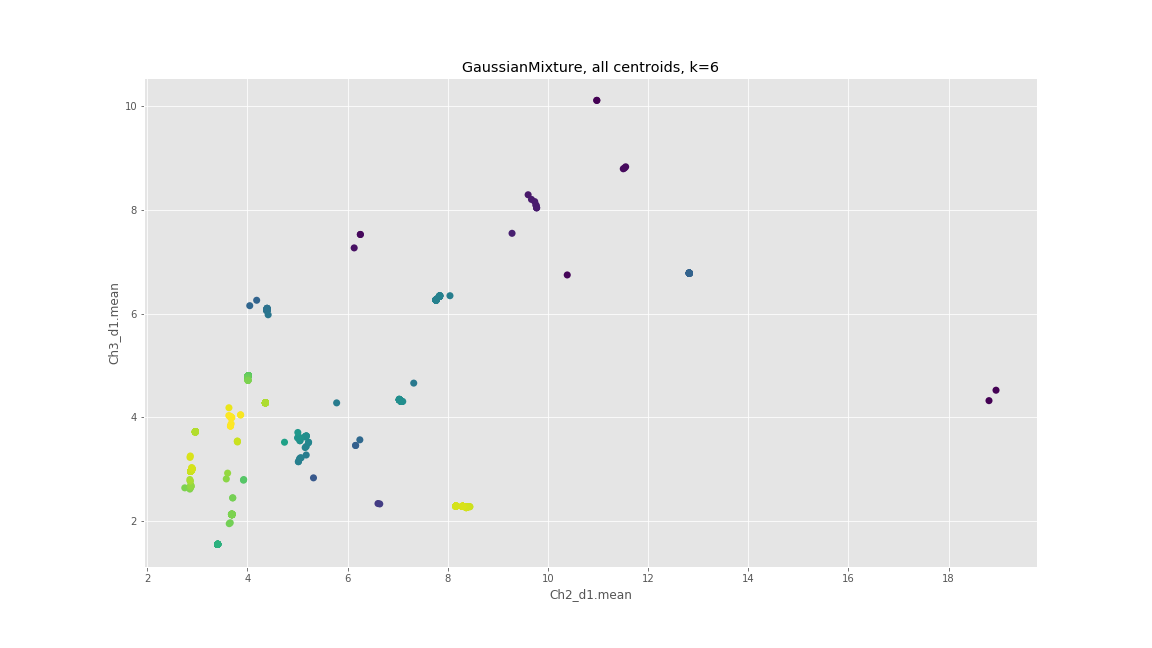 GaussianMixture, all centroids, k=6
10
8
6
4
2
Ch3_d1.mean
2 4 6 8 10 12 14 16 18
Ch2_d1.mean